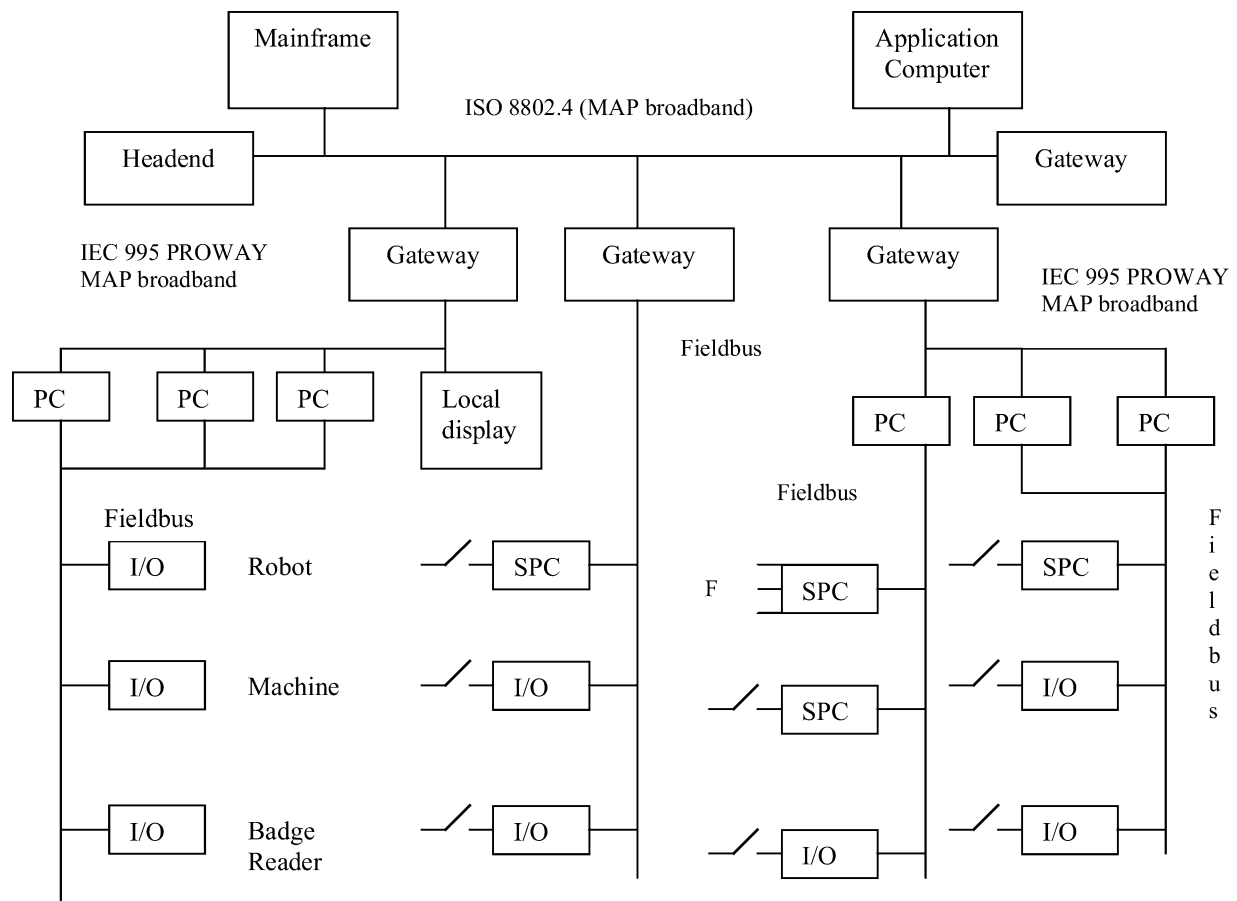 Mainframe
Application
Computer
ISO 8802.4 (MAP broadband)
Headend
Gateway
IEC 995 PROWAY
MAP broadband
Gateway
Gateway
Gateway
IEC 995 PROWAY
MAP broadband
Fieldbus
PC
PC
PC
Local
display
PC
PC
PC
Fieldbus
Fieldbus
Fieldbus
I/O
Robot
SPC
F
SPC
SPC
I/O
Machine
I/O
SPC
I/O
I/O
Badge
Reader
I/O
I/O
I/O